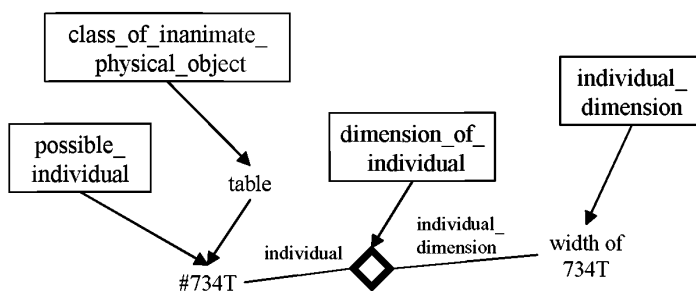 class_of_inanimate_
physical_object
individual_
dimension
possible_
individual
dimension_of_
individual
table
individual
individual_
dimension
width of
734T
#734T